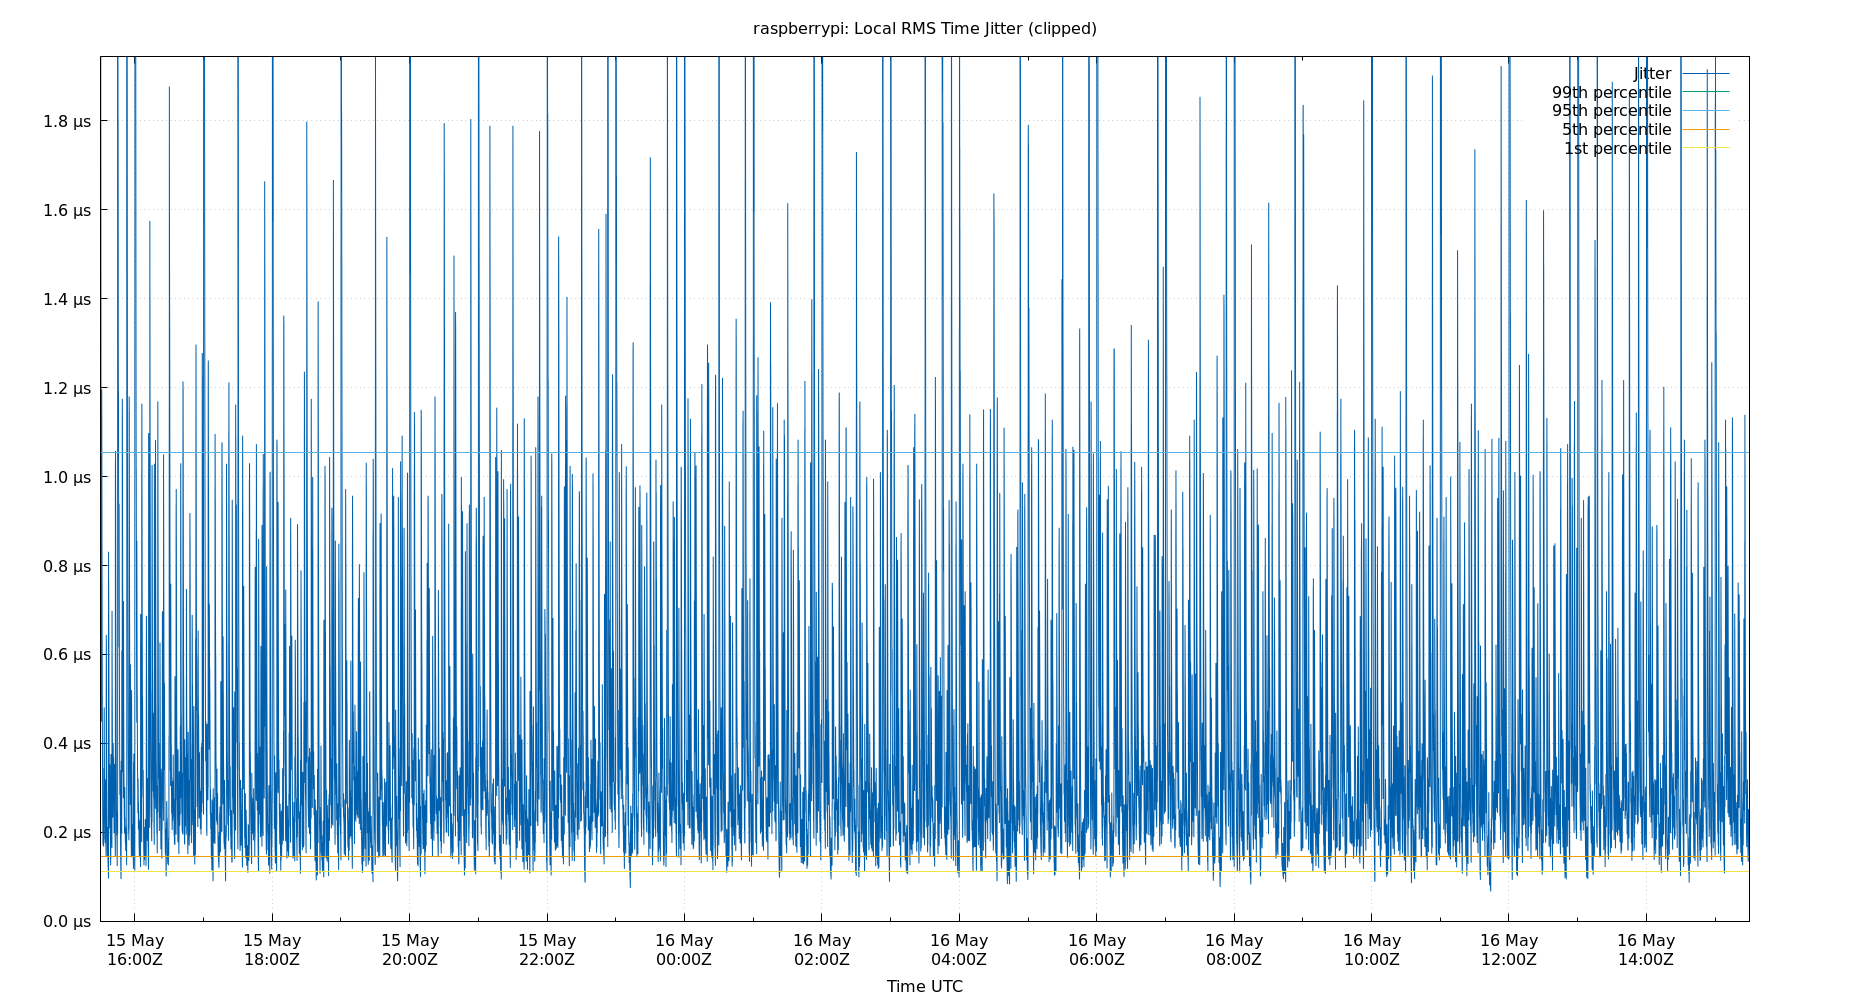 raspberrypi: Local RMS Time Jitter (clipped)
Jitter
99th percentile
95th percentile
5th percentile
1st percentile
1.8 µs
1.6 µs
1.4 µs
1.2 µs
1.0 µs
0.8 µs
0.6 µs
0.4 µs
0.2 µs
0.0 µs
15 May 15 May 15 May 15 May 16 May 16 May 16 May 16 May 16 May 16 May 16 May 16 May
16:00Z 18:00Z 20:00Z 22:00Z 00:00Z 02:00Z 04:00Z 06:00Z 08:00Z 10:00Z 12:00Z 14:00Z
Time UTC